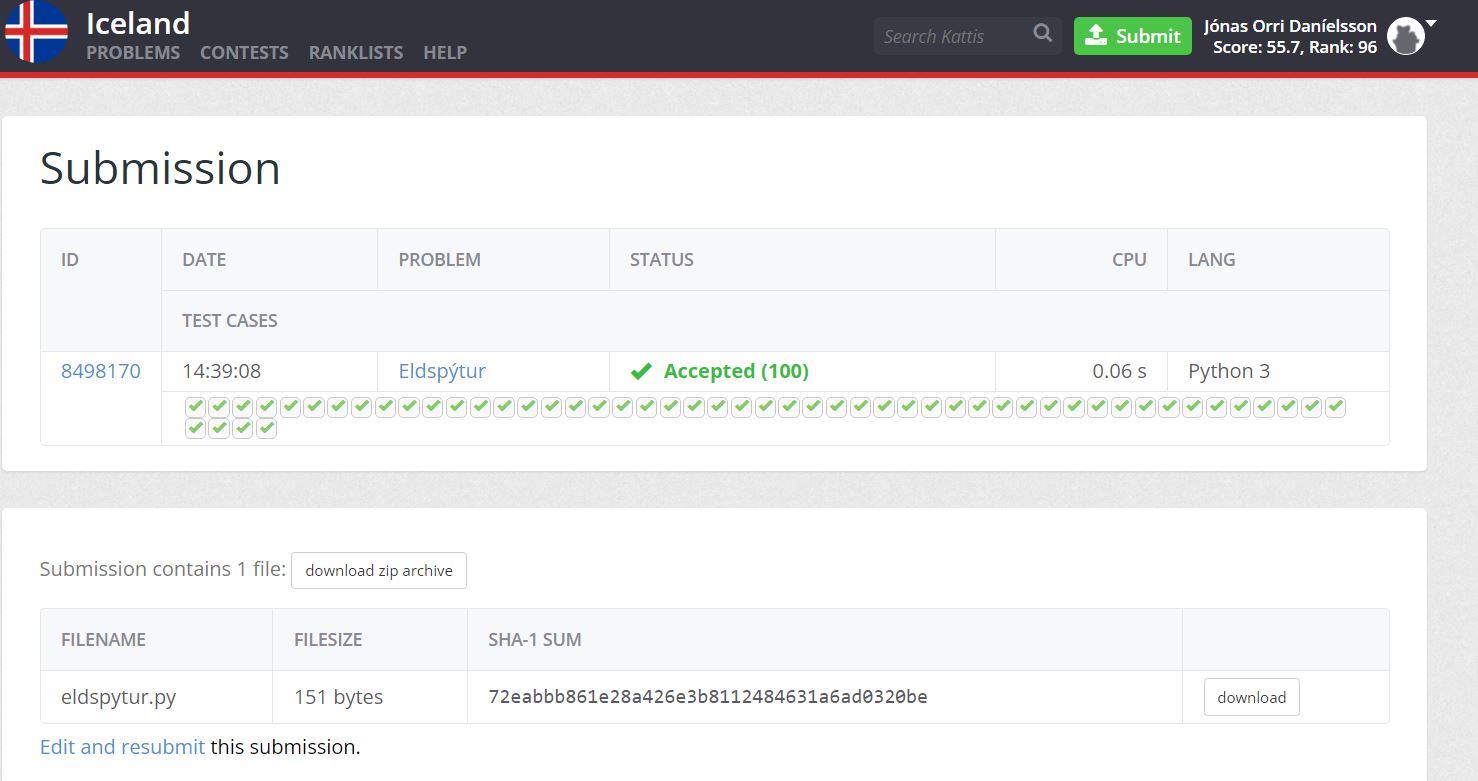 Iceland
PROBLEMS CONTESTS RANKLISTS HELP
Search Kattis
Submit
Jónas Orri Daníelsson
Score: 55.7, Rank: 96
Submission
ID DATE PROBLEM STATUS CPU LANG
TEST CASES
8498170 14:39:08 Eldspýtur Accepted (100) 0.06 s Python 3
Submission contains 1 file: download zip archive
FILENAME FILESIZE SHA-1 SUM
eldspytur.py 151 bytes 72eabbb861e28a426e3b8112484631a6ad0320be download
Edit and resubmit this submission.